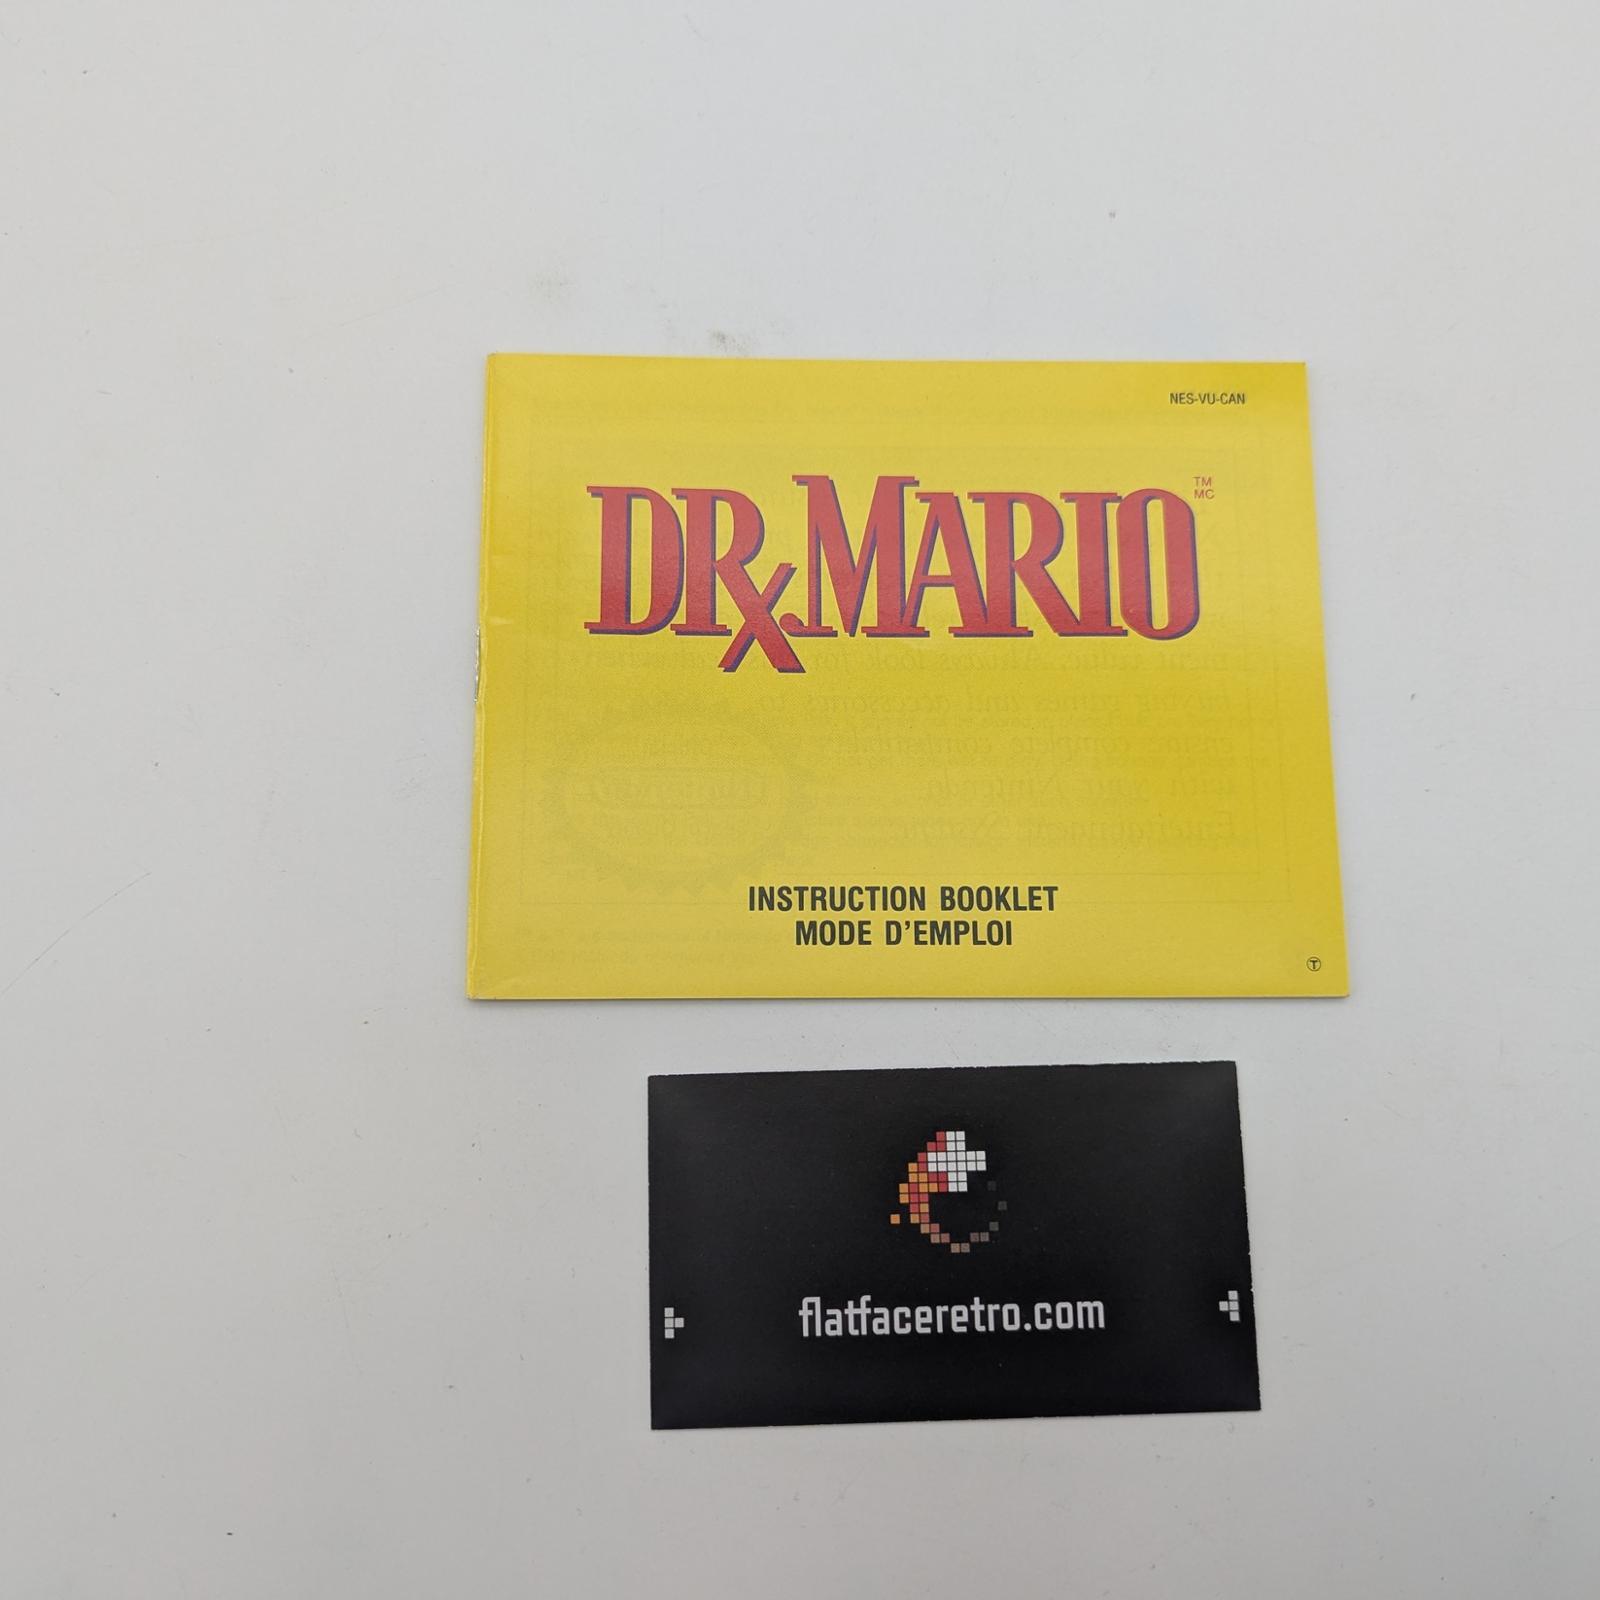 NES-VU-CAN
DR. MARIO
TM
MC
INSTRUCTION BOOKLET
MODE D'EMPLOI
T
flatfaceretro.com